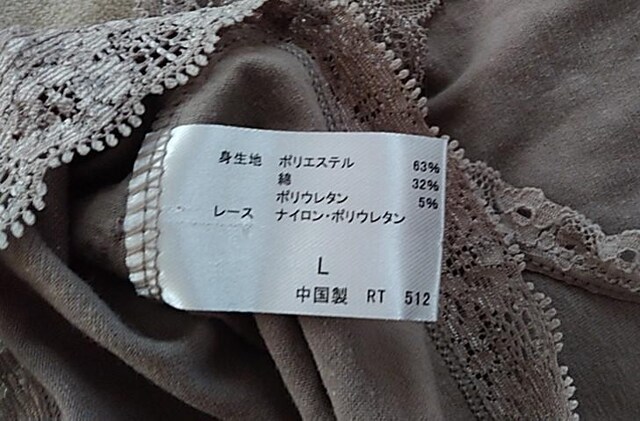 身生地 ポリエステル 63%
綿 32%
ポリウレタン 5%
レース ナイロン・ポリウレタン
L
中国製 RT 512